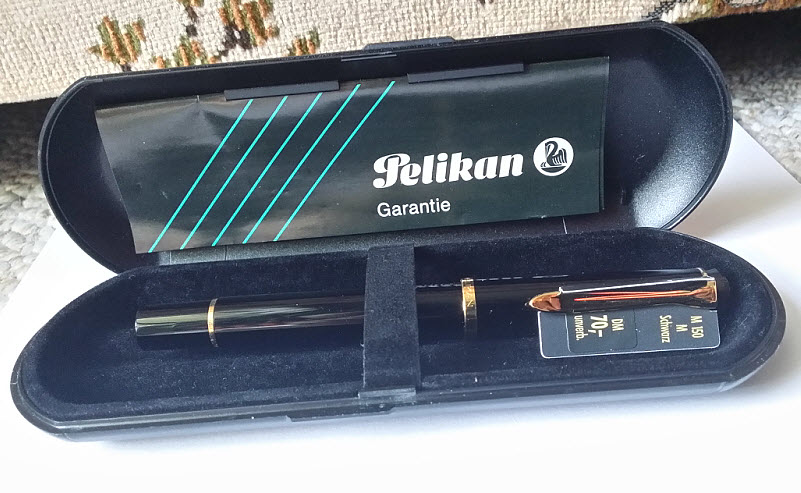 Pelikan
Garantie
M 150
M
Schwarz
DM
70,-
unverb.